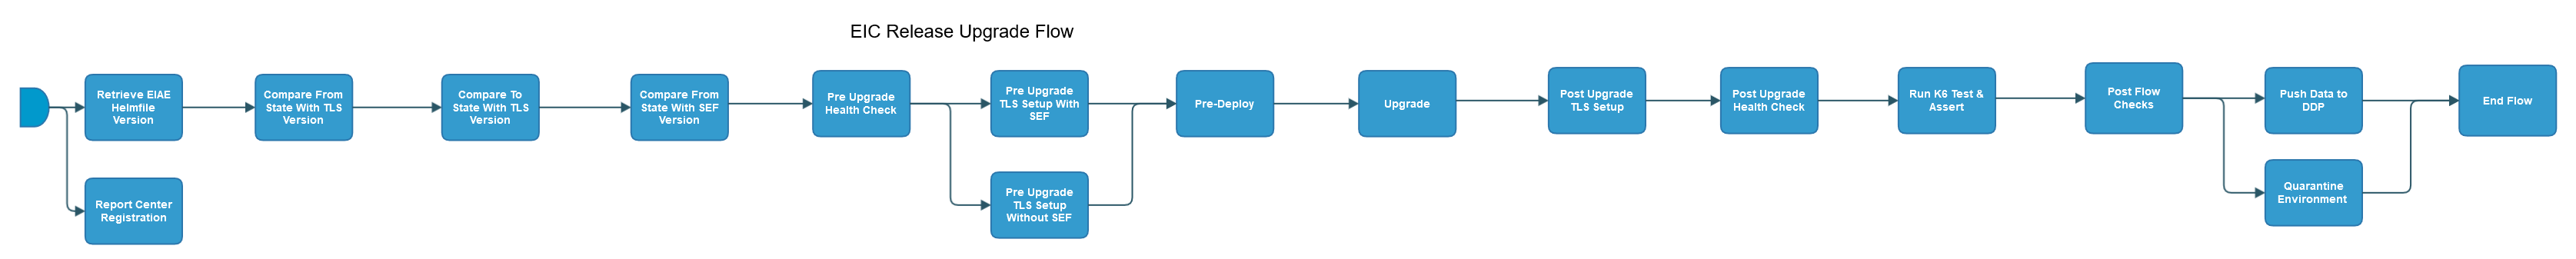 EIC Release Upgrade Flow
Retrieve EIAE
Helmfile
Version
Compare From
State With TLS
Version
Compare To
State With TLS
Version
Compare From
State With SEF
Version
Pre Upgrade
Health Check
Pre Upgrade
TLS Setup With
SEF
Pre-Deploy
Upgrade
Post Upgrade
TLS Setup
Post Upgrade
Health Check
Run K6 Test &
Assert
Post Flow
Checks
Push Data to
DDP
End Flow
Report Center
Registration
Pre Upgrade
TLS Setup
Without SEF
Quarantine
Environment